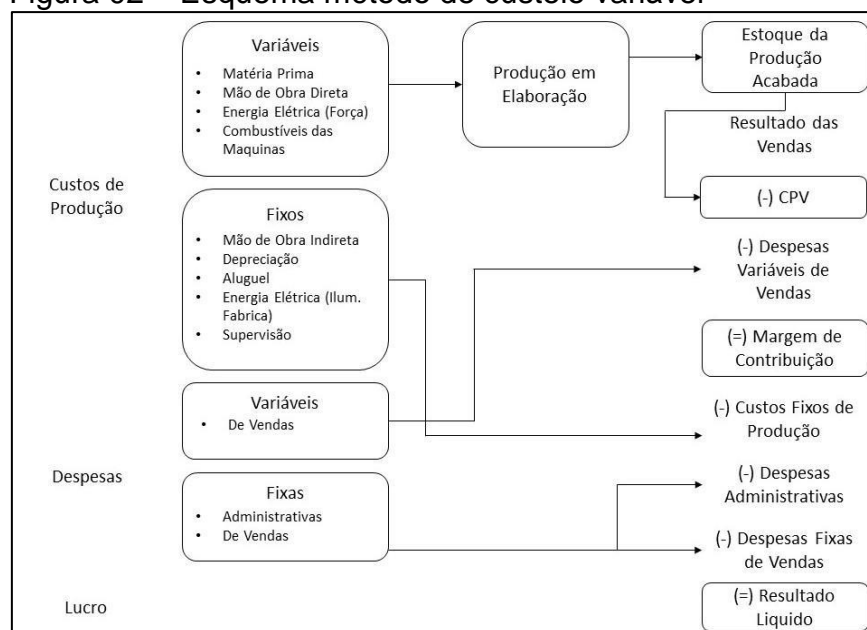 Figura 02 – Esquema método de custeio variável
Variáveis
• Matéria Prima
• Mão de Obra Direta
• Energia Elétrica (Força)
• Combustíveis das
Maquinas
Produção em
Elaboração
Estoque da
Produção
Acabada
Resultado das
Vendas
Custos de
Produção
(-) CPV
Fixos
• Mão de Obra Indireta
• Depreciação
• Aluguel
• Energia Elétrica (Ilum.
Fabrica)
• Supervisão
(-) Despesas
Variáveis de
Vendas
(=) Margem de
Contribuição
Variáveis
• De Vendas
(-) Custos Fixos de
Produção
Despesas
Fixas
• Administrativas
• De Vendas
(-) Despesas
Administrativas
(-) Despesas Fixas
de Vendas
Lucro
(=) Resultado
Liquido